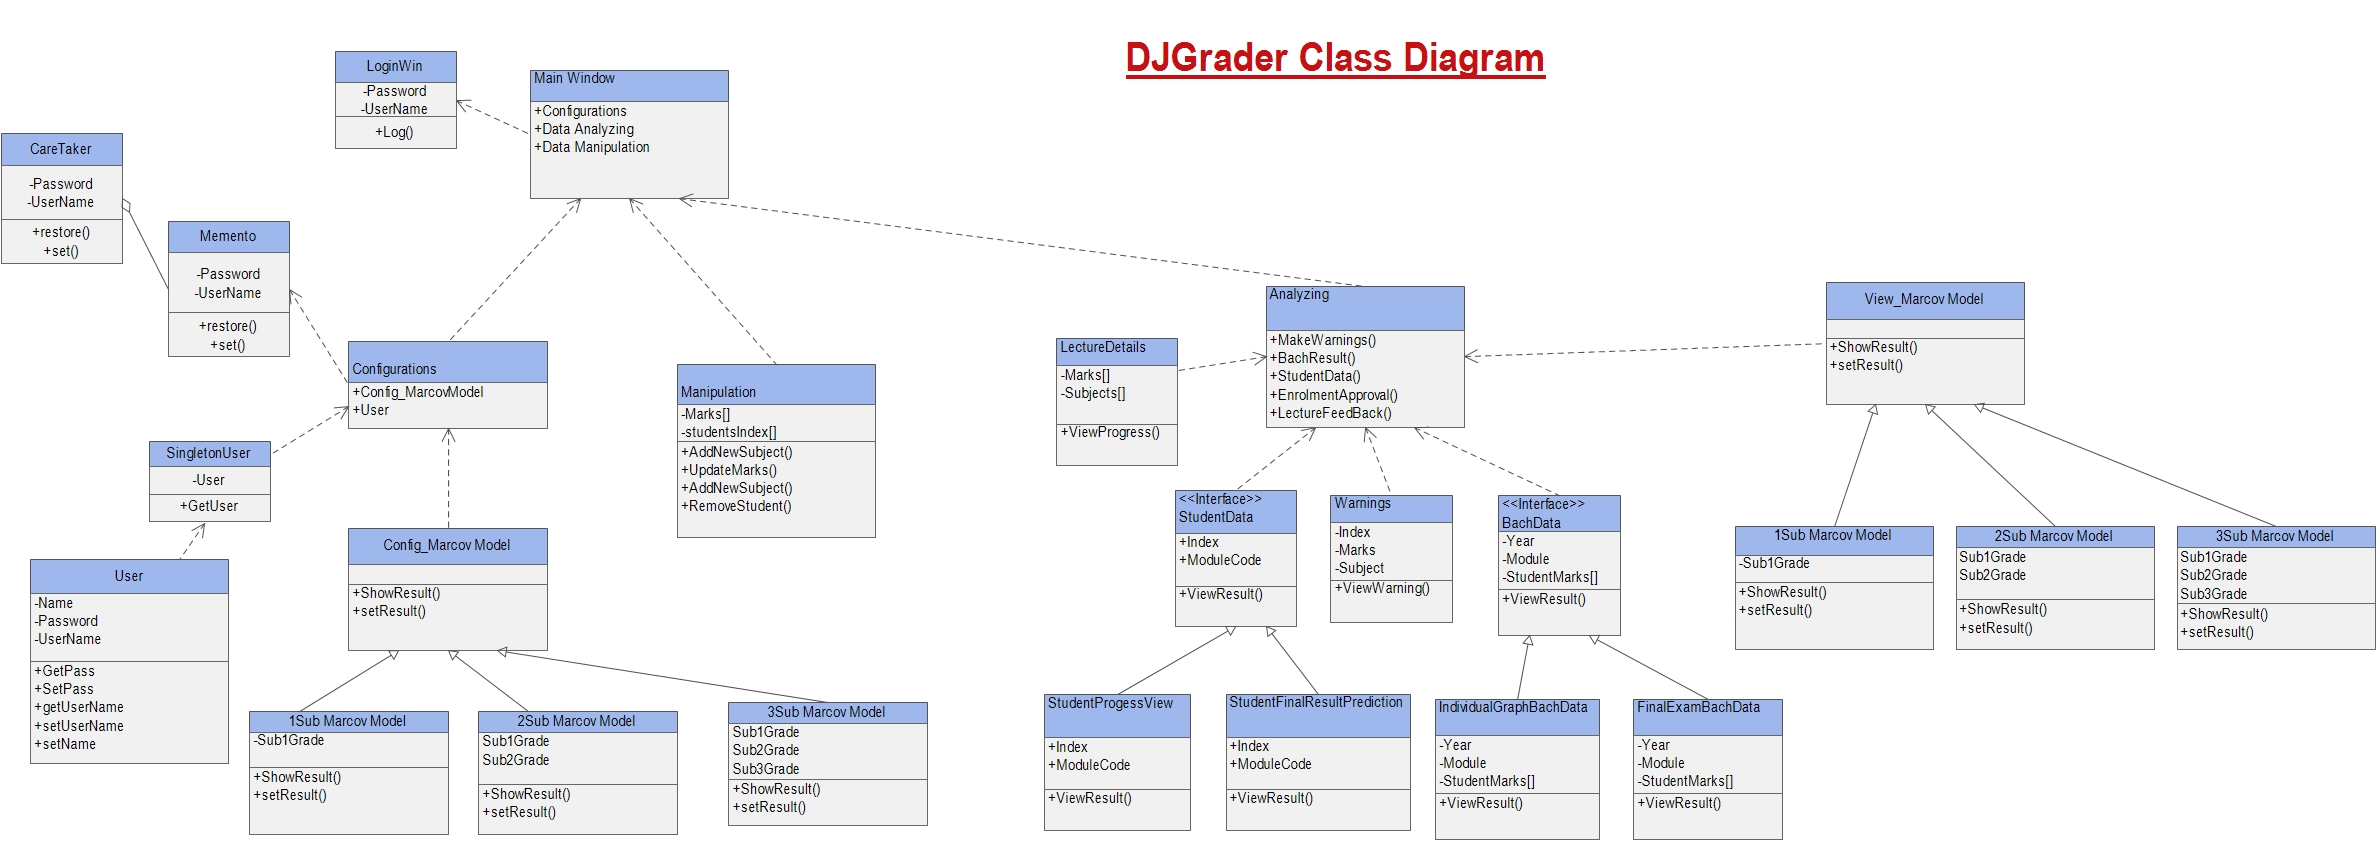 DJGrader Class Diagram
LoginWin
-Password
-UserName
+Log()
Main Window
+Configurations
+Data Analyzing
+Data Manipulation
CareTaker
-Password
-UserName
+restore()
+set()
Memento
-Password
-UserName
+restore()
+set()
Configurations
+Config_MarcovModel
+User
Manipulation
-Marks[]
-studentsIndex[]
+AddNewSubject()
+UpdateMarks()
+AddNewSubject()
+RemoveStudent()
SingletonUser
-User
+GetUser
User
-Name
-Password
-UserName
+GetPass
+SetPass
+getUserName
+setUserName
+setName
Config_Marcov Model
+ShowResult()
+setResult()
1Sub Marcov Model
-Sub1Grade
+ShowResult()
+setResult()
2Sub Marcov Model
Sub1Grade
Sub2Grade
+ShowResult()
+setResult()
3Sub Marcov Model
Sub1Grade
Sub2Grade
Sub3Grade
+ShowResult()
+setResult()
Analyzing
+MakeWarnings()
+BachResult()
+StudentData()
+EnrolmentApproval()
+LectureFeedBack()
LectureDetails
-Marks[]
-Subjects[]
+ViewProgress()
View_Marcov Model
+ShowResult()
+setResult()
<<Interface>>
StudentData
+Index
+ModuleCode
+ViewResult()
Warnings
-Index
-Marks
-Subject
+ViewWarning()
<<Interface>>
BachData
-Year
-Module
-StudentMarks[]
+ViewResult()
1Sub Marcov Model
-Sub1Grade
+ShowResult()
+setResult()
2Sub Marcov Model
Sub1Grade
Sub2Grade
+ShowResult()
+setResult()
3Sub Marcov Model
Sub1Grade
Sub2Grade
Sub3Grade
+ShowResult()
+setResult()
StudentProgessView
+Index
+ModuleCode
+ViewResult()
StudentFinalResultPrediction
+Index
+ModuleCode
+ViewResult()
IndividualGraphBachData
-Year
-Module
-StudentMarks[]
+ViewResult()
FinalExamBachData
-Year
-Module
-StudentMarks[]
+ViewResult()